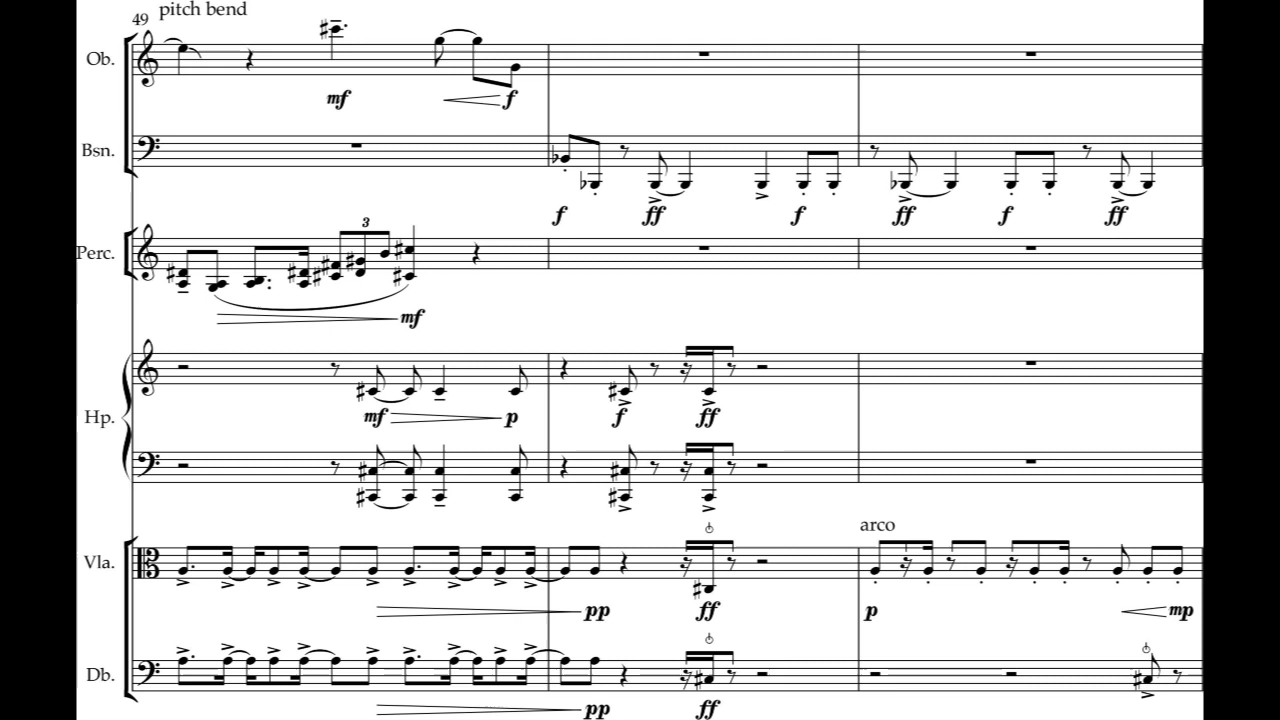 49 pitch bend
Ob.
mf f
Bsn.
f ff f ff f ff
Perc.
3
mf
Hp.
mf p f ff
arco
Vla.
pp ff p mp
Db.
pp ff